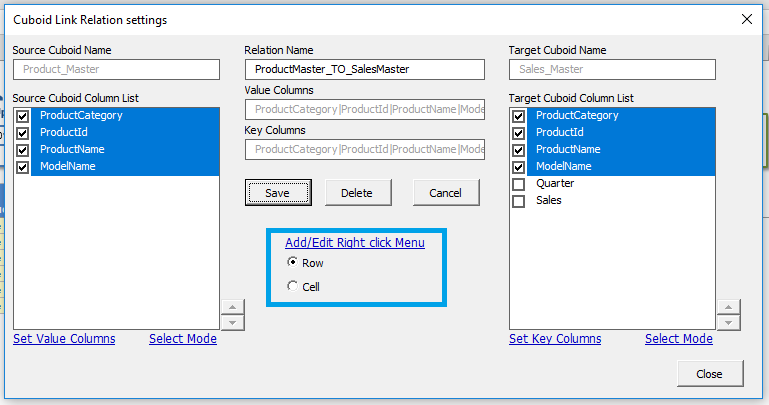 Cuboid Link Relation settings
Source Cuboid Name
Product_Master
Source Cuboid Column List
ProductCategory
ProductId
ProductName
ModelName
Set Value Columns
Select Mode
Relation Name
ProductMaster_TO_SalesMaster
Value Columns
ProductCategory|ProductId|ProductName|Mode
Key Columns
ProductCategory|ProductId|ProductName|Mode
Save
Delete
Cancel
Add/Edit Right click Menu
Row
Cell
Target Cuboid Name
Sales_Master
Target Cuboid Column List
ProductCategory
ProductId
ProductName
ModelName
Quarter
Sales
Set Key Columns
Select Mode
Close